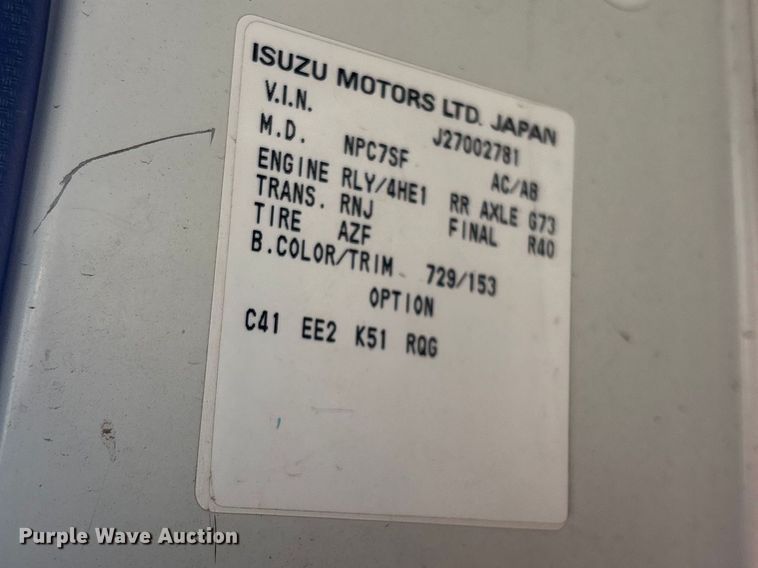 ISUZU MOTORS LTD. JAPAN
V.I.N. J27002781
M.D. NPC7SF AC/AB
ENGINE RLY/4HE1 RR AXLE G73
TRANS. RNJ FINAL R40
TIRE AZF
B.COLOR/TRIM 729/153
OPTION
C41 EE2 K51 RQG
Purple Wave Auction